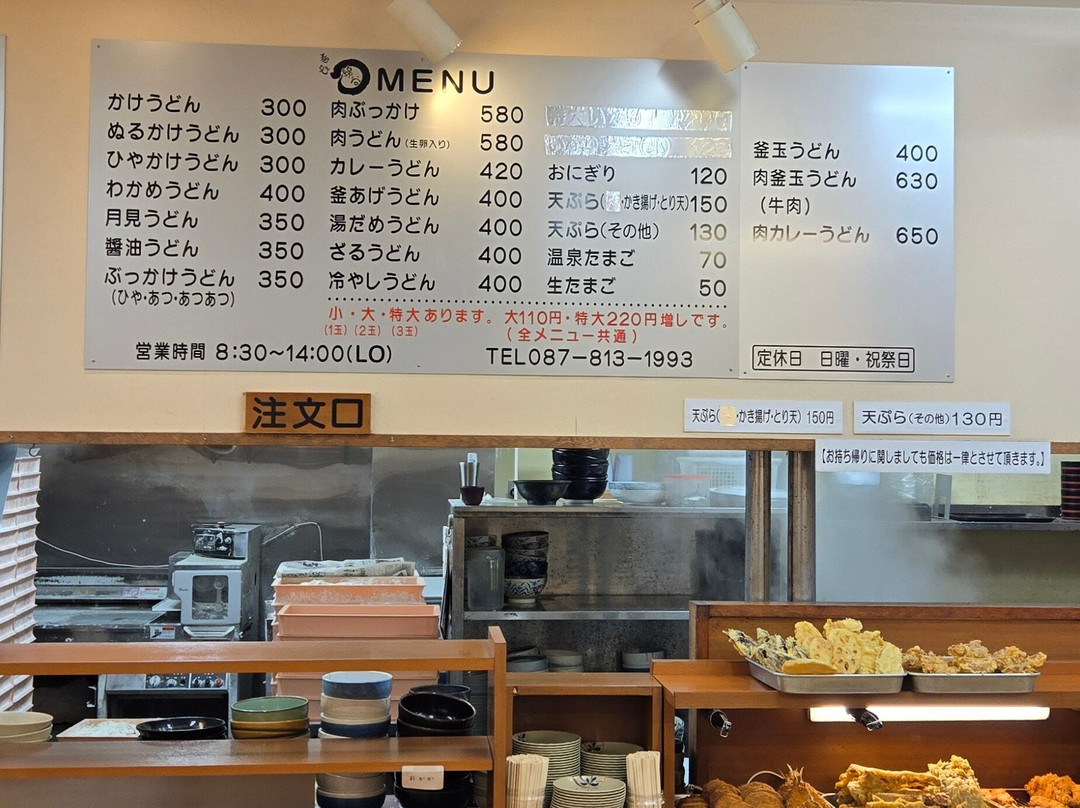 MENU
かけうどん 300
ぬるかけうどん 300
ひやかけうどん 300
わかめうどん 400
月見うどん 350
醤油うどん 350
ぶっかけうどん 350
(ひや・あつ・あつあつ)
肉ぶっかけ 580
肉うどん(生卵入り) 580
カレーうどん 420
釜あげうどん 400
湯だめうどん 400
ざるうどん 400
冷やしうどん 400
おにぎり 120
天ぷら(・かき揚げ・とり天)150
天ぷら(その他) 130
温泉たまご 70
生たまご 50
釜玉うどん 400
肉釜玉うどん 630
(牛肉)
肉カレーうどん 650
小・大・特大あります。大110円・特大220円増しです。
(1玉)(2玉)(3玉) (全メニュー共通)
営業時間 8:30~14:00(LO) TEL087-813-1993
定休日 日曜・祝祭日
注文口
天ぷら(・かき揚げ・とり天) 150円
天ぷら(その他)130円
【お持ち帰りに関しましても価格は一律とさせて頂きます。】